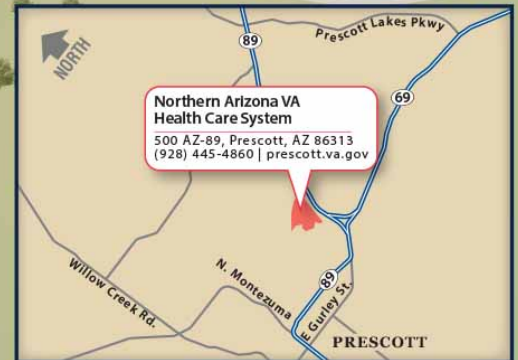 NORTH
89
Prescott Lakes Pkwy
69
Northern Arizona VA
Health Care System
500 AZ-89, Prescott, AZ 86313
(928) 445-4860 | prescott.va.gov
Willow Creek Rd.
N. Montezuma
89
E Gurley St.
PRESCOTT